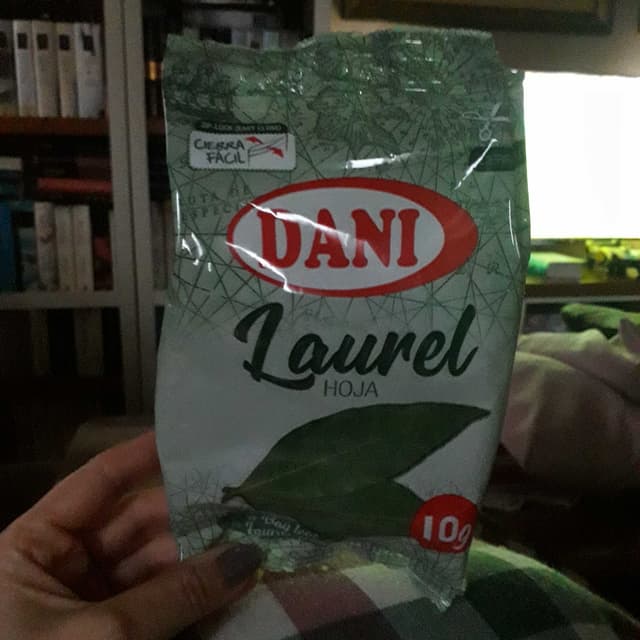 CIERRA
FÁCIL
DANI
Laurel
HOJA
10g